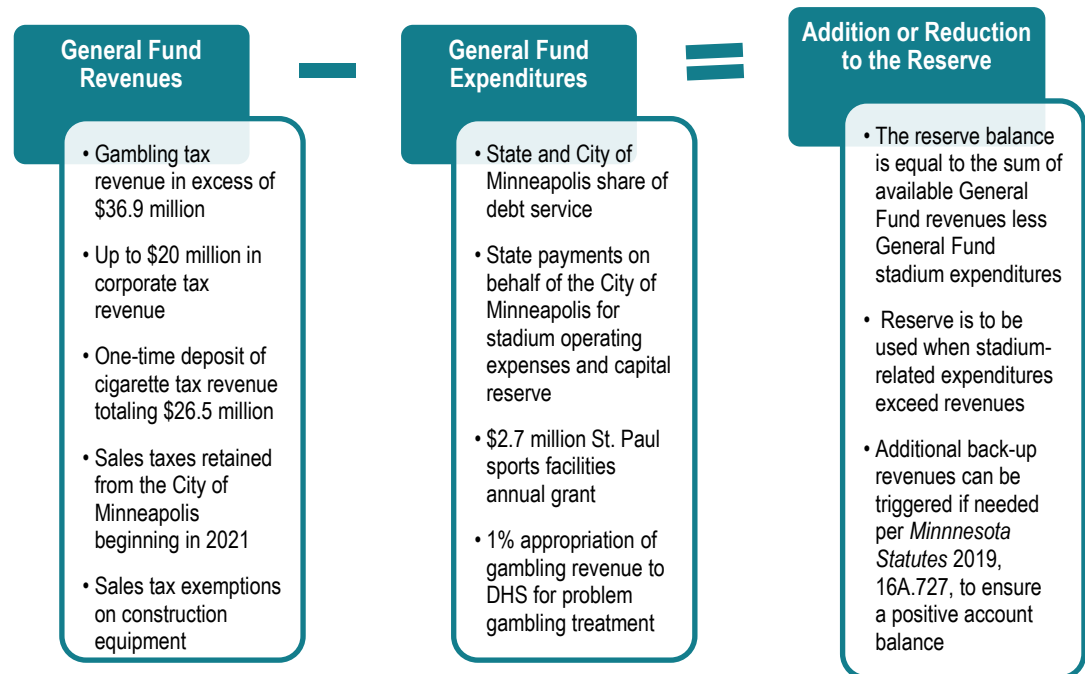 General Fund
Revenues
• Gambling tax
revenue in excess of
$36.9 million
• Up to $20 million in
corporate tax
revenue
• One-time deposit of
cigarette tax revenue
totaling $26.5 million
• Sales taxes retained
from the City of
Minneapolis
beginning in 2021
• Sales tax exemptions
on construction
equipment
General Fund
Expenditures
• State and City of
Minneapolis share of
debt service
• State payments on
behalf of the City of
Minneapolis for
stadium operating
expenses and capital
reserve
• $2.7 million St. Paul
sports facilities
annual grant
• 1% appropriation of
gambling revenue to
DHS for problem
gambling treatment
Addition or Reduction
to the Reserve
• The reserve balance
is equal to the sum of
available General
Fund revenues less
General Fund
stadium expenditures
• Reserve is to be
used when stadium-
related expenditures
exceed revenues
• Additional back-up
revenues can be
triggered if needed
per Minnnesota
Statutes 2019,
16A.727, to ensure
a positive account
balance